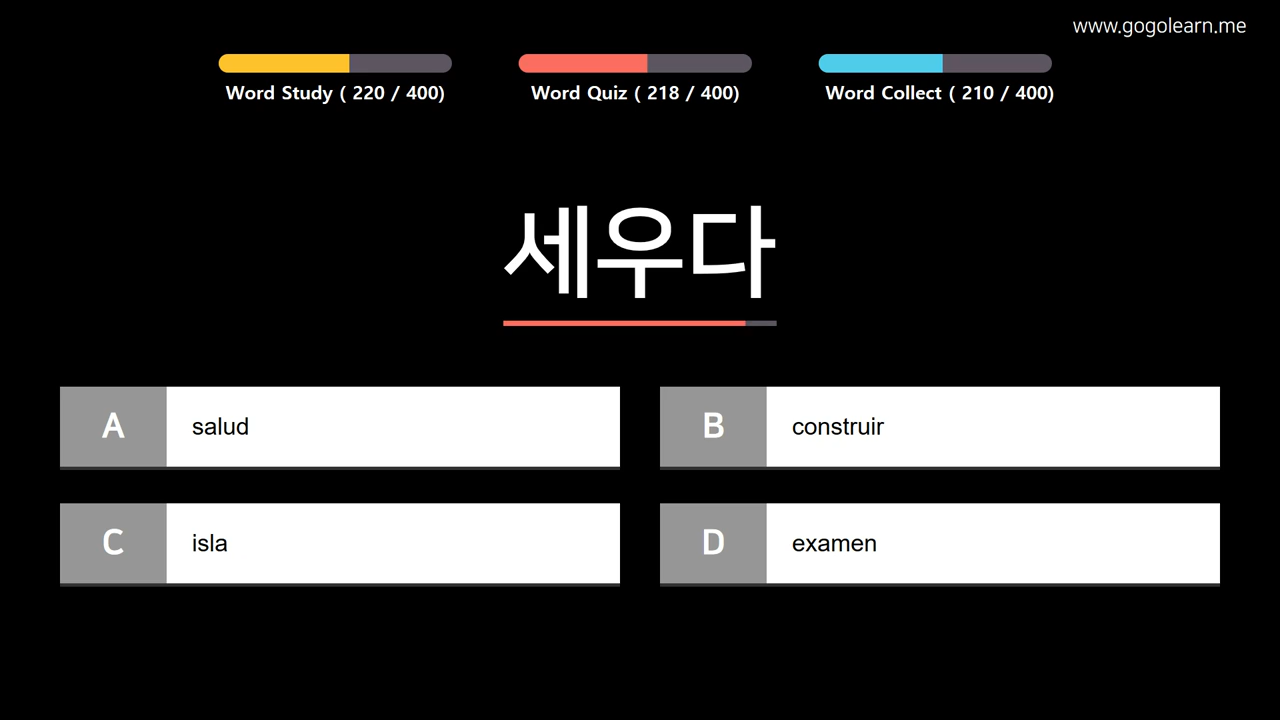 www.gogolearn.me
Word Study ( 220 / 400)
Word Quiz ( 218 / 400)
Word Collect ( 210 / 400)
세우다
A salud
B construir
C isla
D examen